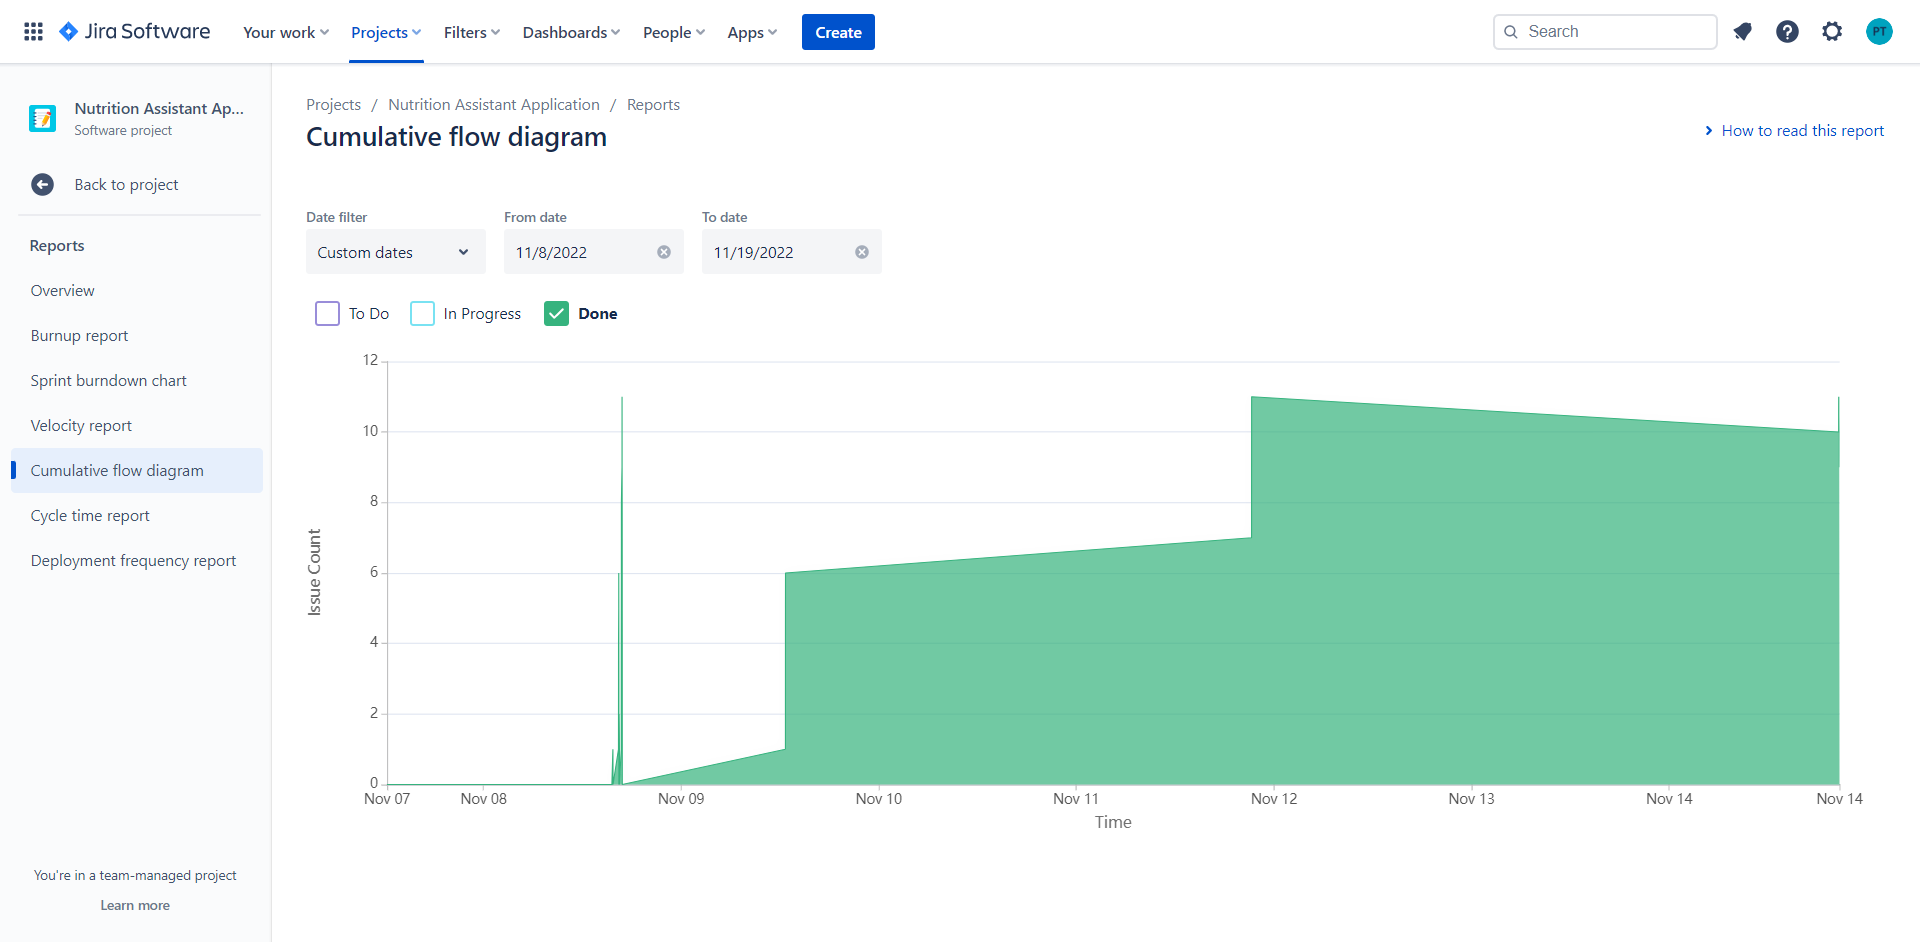 Jira Software
Your work
Projects
Filters
Dashboards
People
Apps
Create
Search
PT
Nutrition Assistant Ap...
Software project
Back to project
Reports
Overview
Burnup report
Sprint burndown chart
Velocity report
Cumulative flow diagram
Cycle time report
Deployment frequency report
You're in a team-managed project
Learn more
Projects / Nutrition Assistant Application / Reports
Cumulative flow diagram
How to read this report
Date filter
From date
To date
Custom dates
11/8/2022
11/19/2022
To Do
In Progress
Done
12
10
8
6
4
2
0
Issue Count
Nov 07
Nov 08
Nov 09
Nov 10
Nov 11
Nov 12
Nov 13
Nov 14
Nov 14
Time